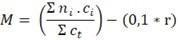 M = (Σ nᵢ . cᵢ / Σ cₜ) − (0,1 * r)